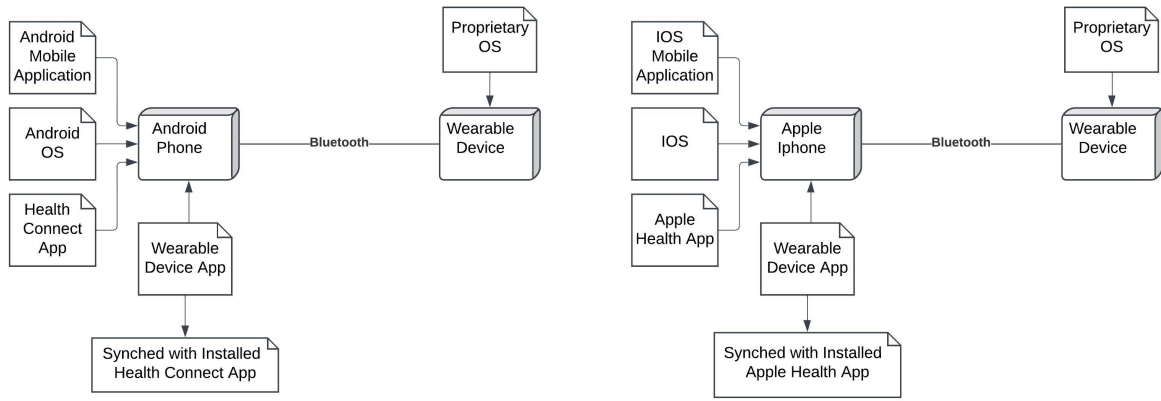 Android
Mobile
Application
Android
OS
Health
Connect
App
Android
Phone
Bluetooth
Proprietary
OS
Wearable
Device
Wearable
Device App
Synched with Installed
Health Connect App
IOS
Mobile
Application
IOS
Apple
Health App
Apple
Iphone
Bluetooth
Proprietary
OS
Wearable
Device
Wearable
Device App
Synched with Installed
Apple Health App